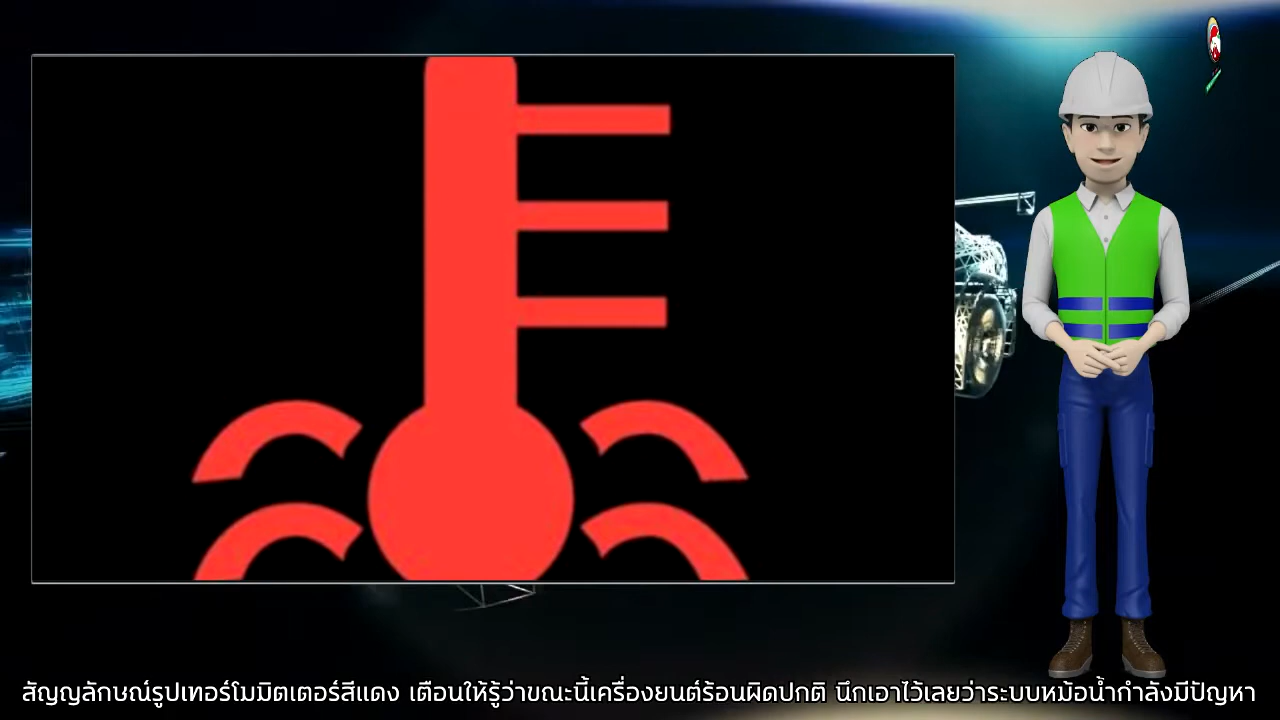 สัญญลักษณ์รูปเทอร์โมมิตเตอร์สีแดง เตือนให้รู้ว่าขณะนี้เครื่องยนต์ร้อนผิดปกติ นึกเอาไว้เลยว่าระบบหม้อน้ำกำลังมีปัญหา